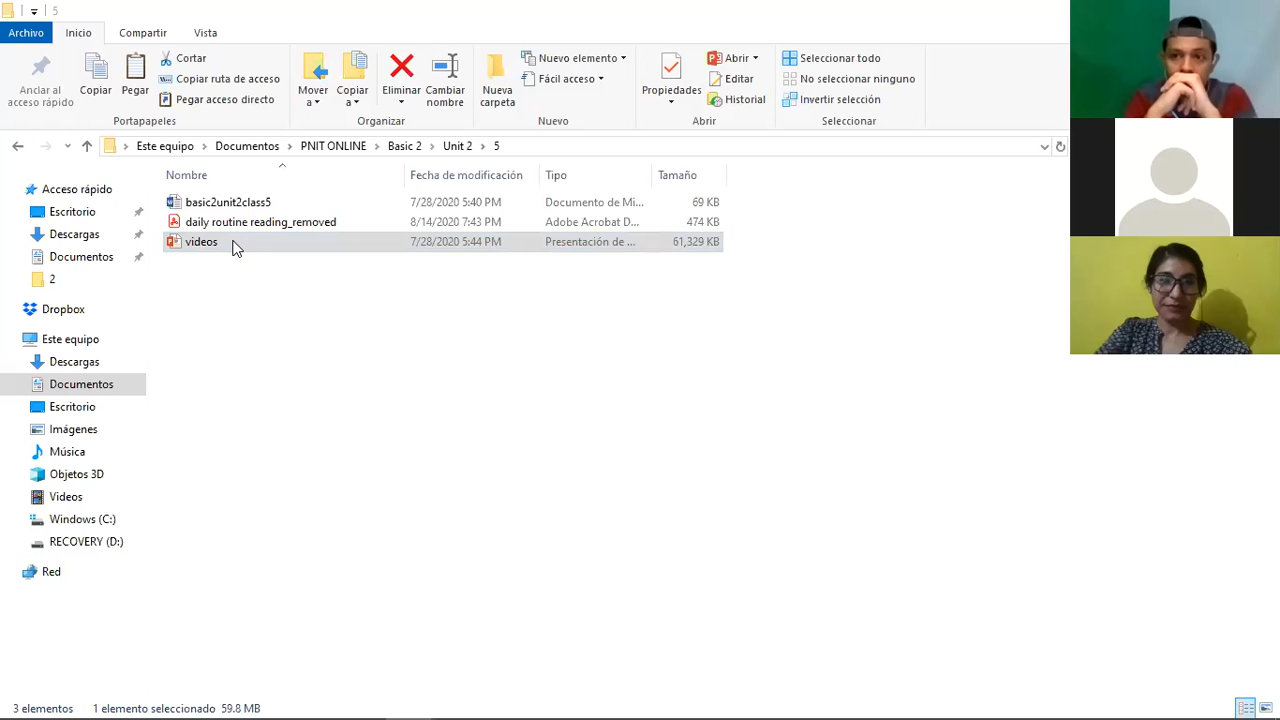 5
Archivo Inicio Compartir Vista
Anclar al acceso rápido
Copiar
Pegar
Cortar
Copiar ruta de acceso
Pegar acceso directo
Portapapeles
Mover a
Copiar a
Eliminar
Cambiar nombre
Organizar
Nueva carpeta
Nuevo elemento
Fácil acceso
Nuevo
Propiedades
Abrir
Editar
Historial
Abrir
Seleccionar todo
No seleccionar ninguno
Invertir selección
Seleccionar
Este equipo Documentos PNIT ONLINE Basic 2 Unit 2 5
Nombre Fecha de modificación Tipo Tamaño
basic2unit2class5 7/28/2020 5:40 PM Documento de Mi... 69 KB
daily routine reading_removed 8/14/2020 7:43 PM Adobe Acrobat D... 474 KB
videos 7/28/2020 5:44 PM Presentación de ... 61,329 KB
Acceso rápido
Escritorio
Descargas
Documentos
2
Dropbox
Este equipo
Descargas
Documentos
Escritorio
Imágenes
Música
Objetos 3D
Videos
Windows (C:)
RECOVERY (D:)
Red
3 elementos 1 elemento seleccionado 59.8 MB